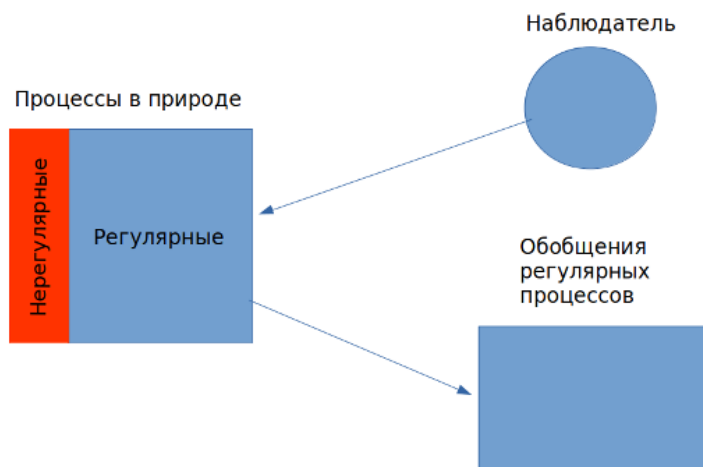 Наблюдатель
Процессы в природе
Нерегулярные
Регулярные
Обобщения
регулярных
процессов